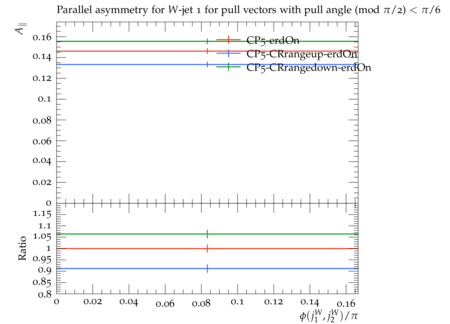 Parallel asymmetry for W-jet 1 for pull vectors with pull angle (mod π/2) < π/6
A∥
0.16
0.14
0.12
0.1
0.08
0.06
0.04
0.02
0
CP5-erdOn
CP5-CRrangeup-erdOn
CP5-CRrangedown-erdOn
Ratio
1.15
1.1
1.05
1
0.95
0.9
0.85
0.8
0 0.02 0.04 0.06 0.08 0.1 0.12 0.14 0.16
ϕ(j₁ᵂ, j₂ᵂ)/π